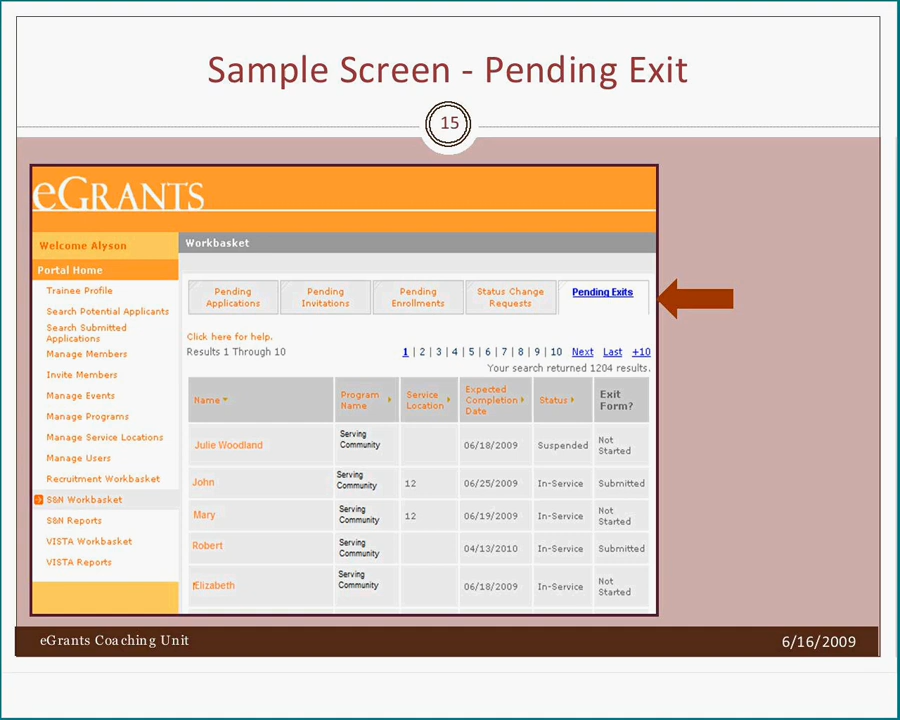 Sample Screen - Pending Exit
15
eGRANTS
Welcome Alyson
Workbasket
Portal Home
Trainee Profile
Search Potential Applicants
Search Submitted
Applications
Manage Members
Invite Members
Manage Events
Manage Programs
Manage Service Locations
Manage Users
Recruitment Workbasket
S&N Workbasket
S&N Reports
VISTA Workbasket
VISTA Reports
Pending
Applications
Pending
Invitations
Pending
Enrollments
Status Change
Requests
Pending Exits
Click here for help.
Results 1 Through 10
1 | 2 | 3 | 4 | 5 | 6 | 7 | 8 | 9 | 10 Next Last +10
Your search returned 1204 results.
Name
Program
Name
Service
Location
Expected
Completion
Date
Status
Exit
Form?
Julie Woodland
Serving
Community
06/18/2009
Suspended
Not
Started
John
Serving
Community
12
06/25/2009
In-Service
Submitted
Mary
Serving
Community
12
06/19/2009
In-Service
Not
Started
Robert
Serving
Community
04/13/2010
In-Service
Submitted
Elizabeth
Serving
Community
06/18/2009
In-Service
Not
Started
eGrants Coaching Unit
6/16/2009